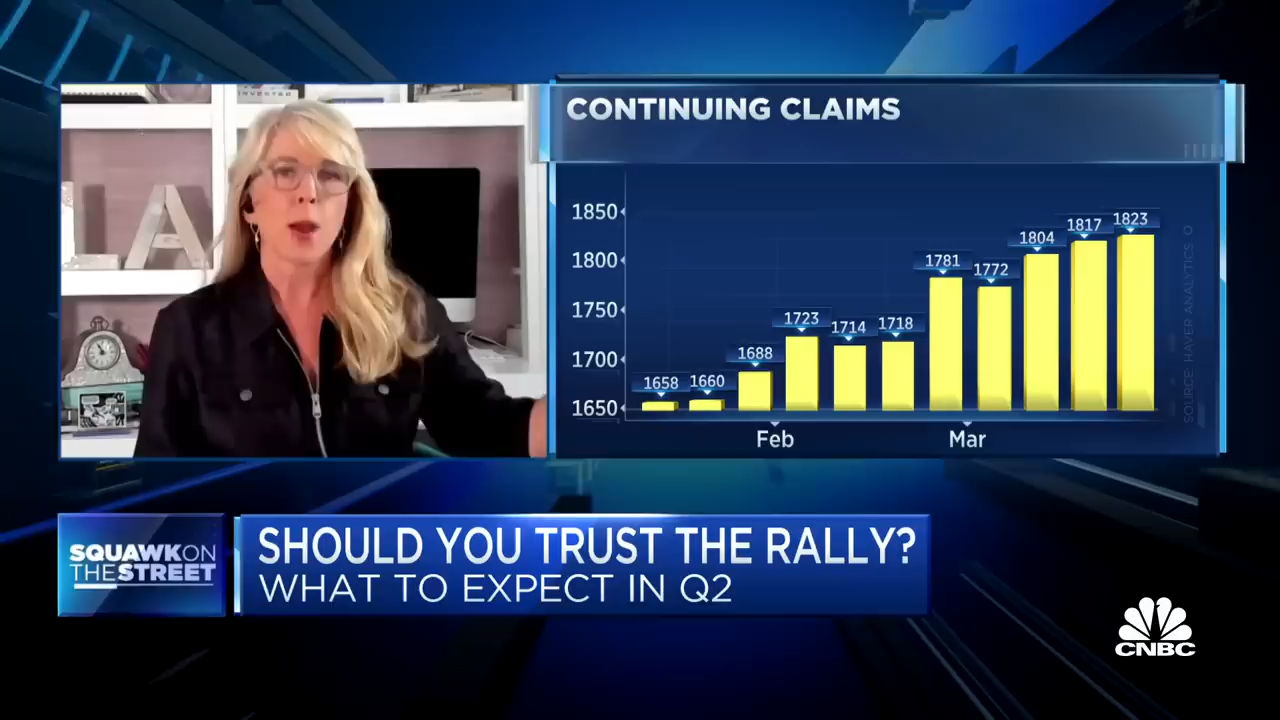 CONTINUING CLAIMS
1850
1800
1750
1700
1650
1658
1660
1688
1723
1714
1718
1781
1772
1804
1817
1823
Feb
Mar
SOURCE: HAVER ANALYTICS
A
SQUAWK ON
THE STREET
SHOULD YOU TRUST THE RALLY?
WHAT TO EXPECT IN Q2
CNBC